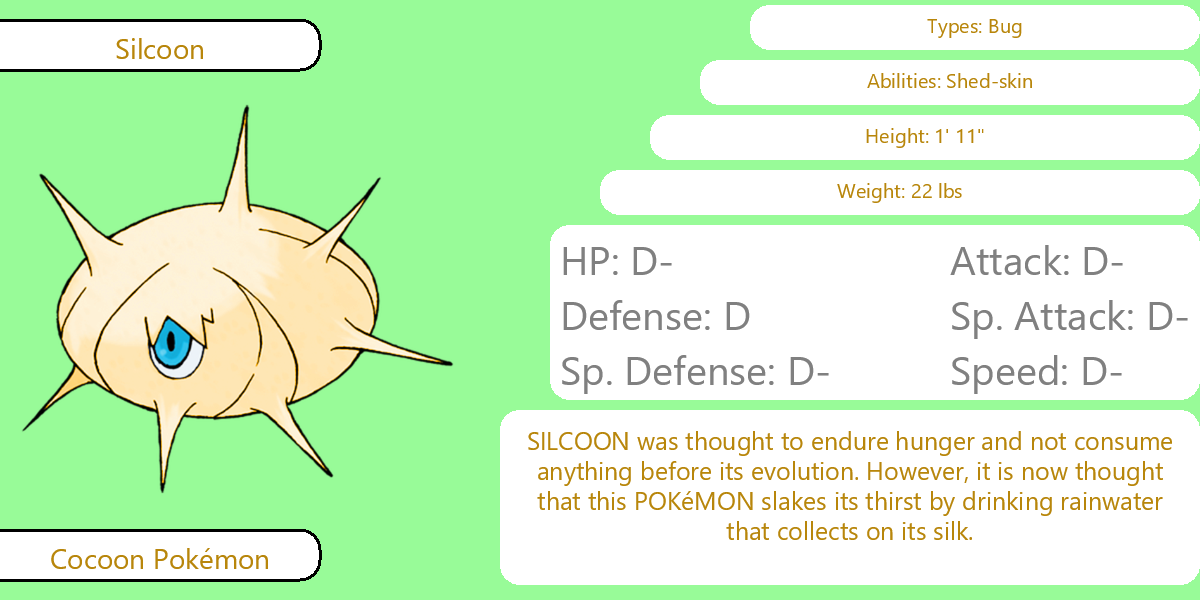 Silcoon
Types: Bug
Abilities: Shed-skin
Height: 1' 11"
Weight: 22 lbs
HP: D-
Attack: D-
Defense: D
Sp. Attack: D-
Sp. Defense: D-
Speed: D-
SILCOON was thought to endure hunger and not consume
anything before its evolution. However, it is now thought
that this POKéMON slakes its thirst by drinking rainwater
that collects on its silk.
Cocoon Pokémon